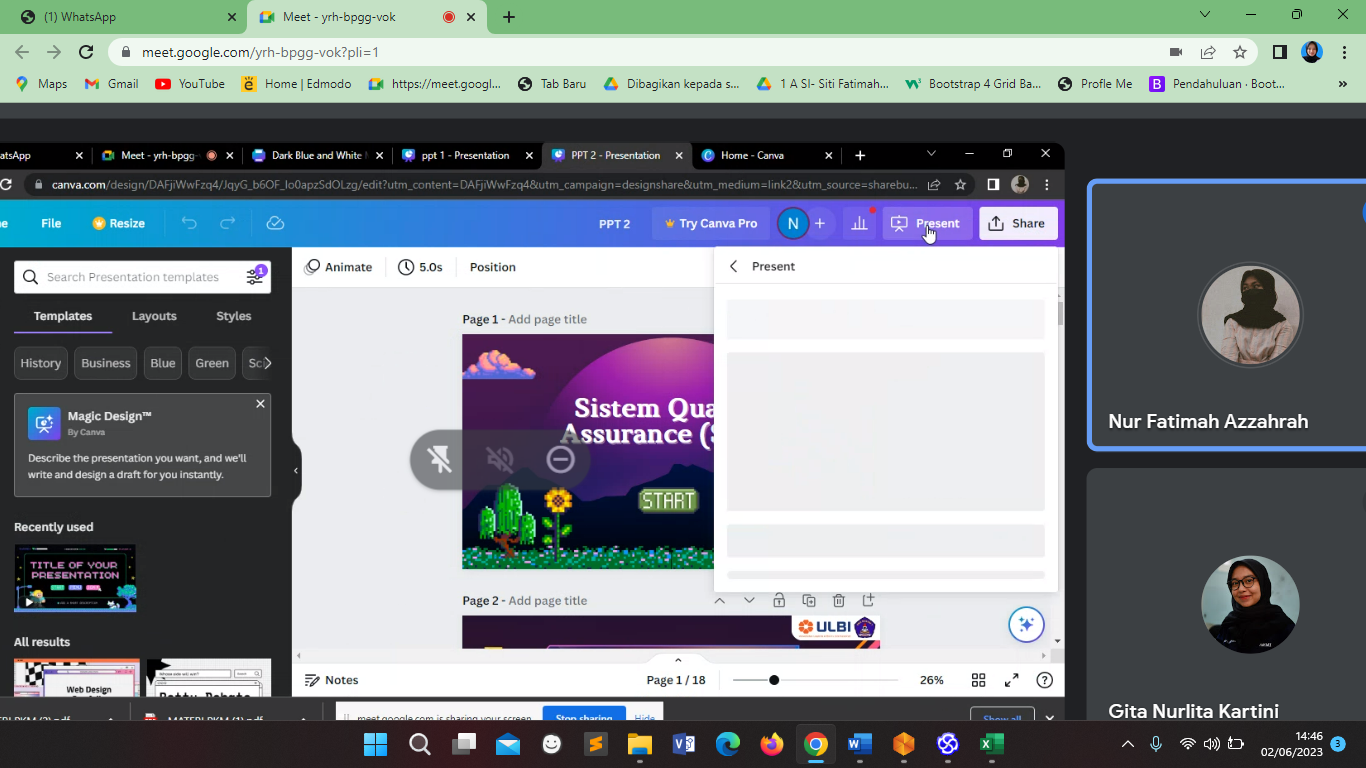 (1) WhatsApp
Meet - yrh-bpgg-vok
meet.google.com/yrh-bpgg-vok?pli=1
Maps
Gmail
YouTube
Home | Edmodo
https://meet.googl...
Tab Baru
Dibagikan kepada s...
1 A SI- Siti Fatimah...
Bootstrap 4 Grid Ba...
Profle Me
Pendahuluan · Boot...
»
atsApp
Meet - yrh-bpgg-
Dark Blue and White
ppt 1 - Presentation
PPT 2 - Presentation
Home - Canva
canva.com/design/DAFjiWwFzq4/JqyG_b6OF_Io0apzSdOLzg/edit?utm_content=DAFjiWwFzq4&utm_campaign=designshare&utm_medium=link2&utm_source=sharebu...
File
Resize
PPT 2
Try Canva Pro
N
Present
Share
Search Presentation templates
1
Animate
5.0s
Position
Present
Templates
Layouts
Styles
History
Business
Blue
Green
Magic Design™
By Canva
Describe the presentation you want, and we'll
write and design a draft for you instantly.
Recently used
TITLE OF YOUR
PRESENTATION
All results
Web Design
Page 1 - Add page title
Sistem Qua
Assurance (S
START
Page 2 - Add page title
ULBI
Notes
Page 1 / 18
26%
MATERI PKM (1).pdf
meet.google.com is sharing your screen.
Stop sharing
Hide
Show all
Nur Fatimah Azzahrah
Gita Nurlita Kartini
14:46
02/06/2023
3